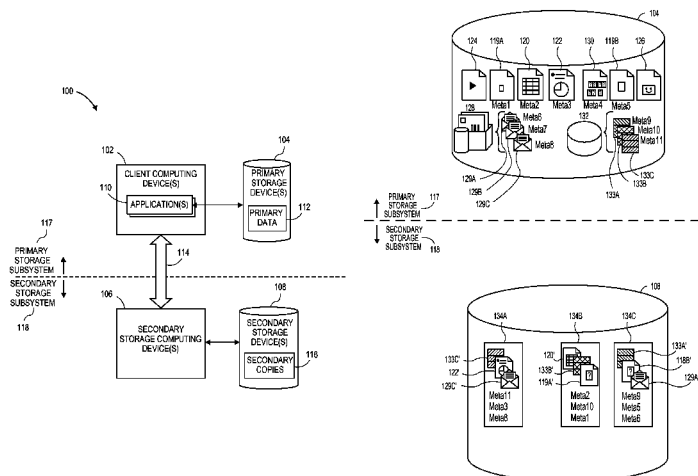 100
102
CLIENT COMPUTING
DEVICE(S)
110
APPLICATION(S)
104
PRIMARY
STORAGE
DEVICE(S)
PRIMARY
DATA
112
117
PRIMARY
STORAGE
SUBSYSTEM
114
SECONDARY
STORAGE
SUBSYSTEM
118
106
SECONDARY
STORAGE COMPUTING
DEVICE(S)
108
SECONDARY
STORAGE
DEVICE(S)
SECONDARY
COPIES
116
104
124
119A
120
122
130
119B
126
Meta1
Meta2
Meta3
Meta4
Meta5
128
Meta6
Meta7
Meta8
132
Meta9
Meta10
Meta11
129A
129B
129C
133A
133B
133C
PRIMARY
STORAGE
SUBSYSTEM
117
SECONDARY
STORAGE
SUBSYSTEM
118
108
134A
134B
134C
133C'
122'
129C'
Meta11
Meta3
Meta8
120'
133B'
119A'
Meta2
Meta10
Meta1
133A'
118B'
129A'
Meta9
Meta5
Meta6